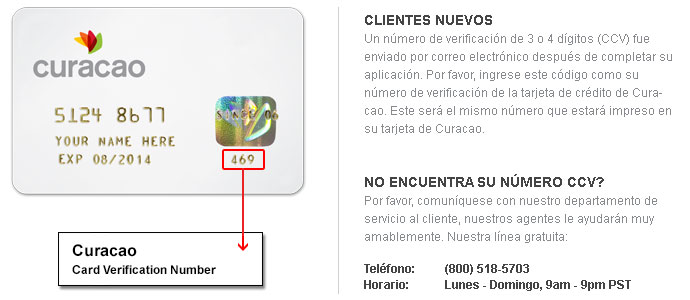 curacao
5124 8677
YOUR NAME HERE
EXP 08/2014
469
Curacao
Card Verification Number
CLIENTES NUEVOS
Un número de verificación de 3 o 4 dígitos (CCV) fue
enviado por correo electrónico después de completar su
aplicación. Por favor, ingrese este código como su
número de verificación de la tarjeta de crédito de Cura-
cao. Este será el mismo número que estará impreso en
su tarjeta de Curacao.
NO ENCUENTRA SU NÚMERO CCV?
Por favor, comuníquese con nuestro departamento de
servicio al cliente, nuestros agentes le ayudarán muy
amablemente. Nuestra línea gratuita:
Teléfono: (800) 518-5703
Horario: Lunes - Domingo, 9am - 9pm PST